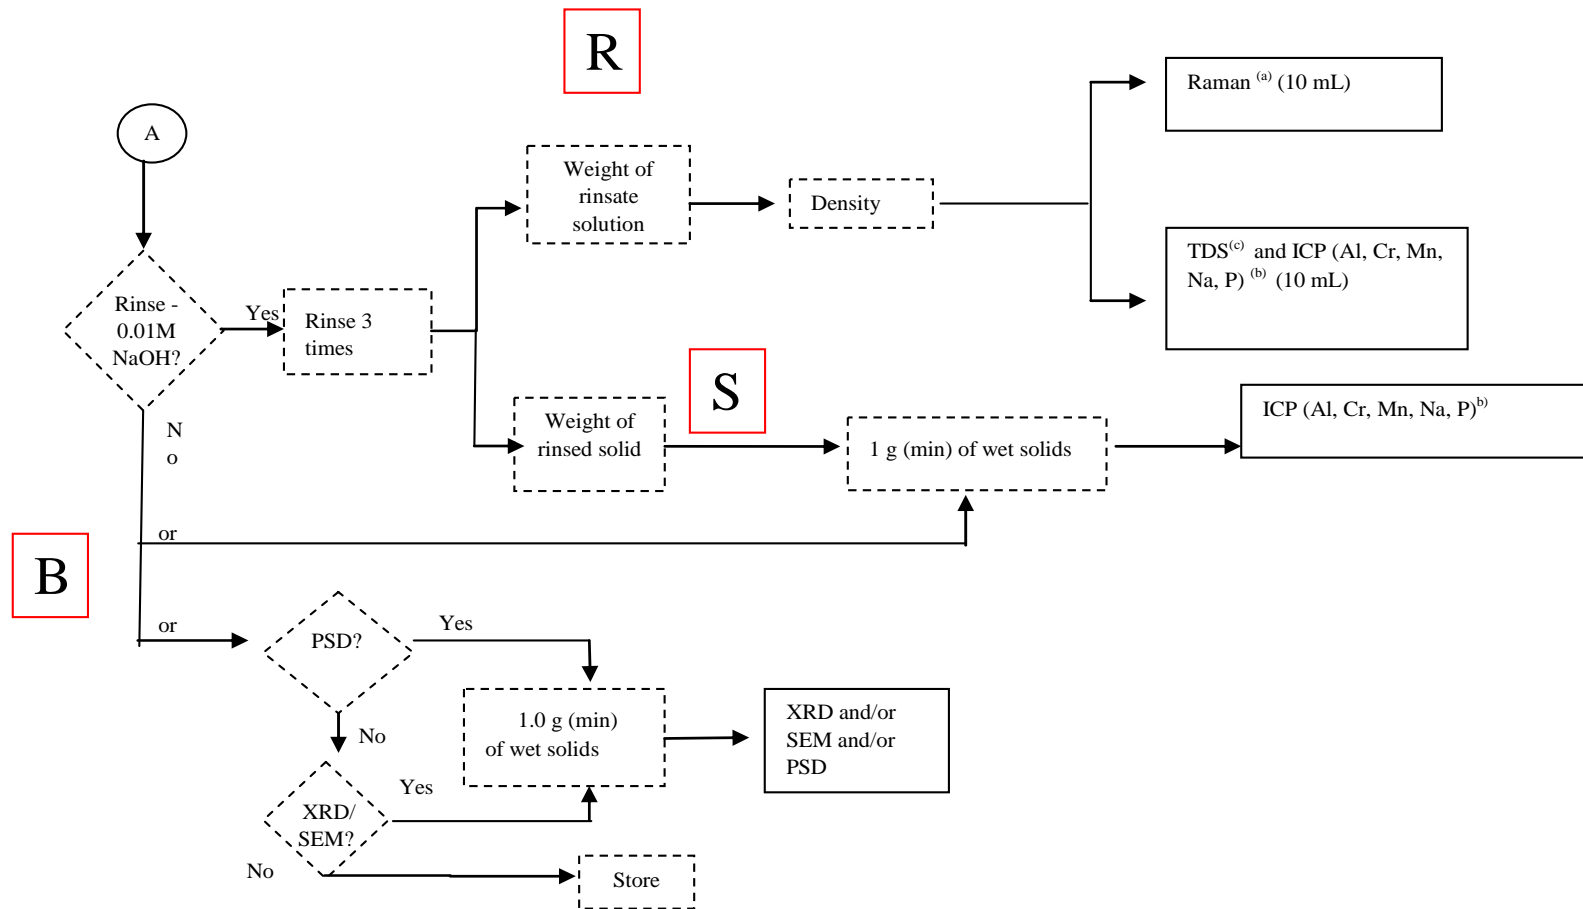 R
Raman (a) (10 mL)
A
Weight of
rinsate
solution
Density
TDS(c) and ICP (Al, Cr, Mn,
Na, P) (b) (10 mL)
Rinse -
0.01M
NaOH?
Yes
Rinse 3
times
S
Weight of
rinsed solid
1 g (min) of wet solids
ICP (Al, Cr, Mn, Na, P)b)
N
o
or
B
or
PSD?
Yes
1.0 g (min)
of wet solids
XRD and/or
SEM and/or
PSD
No
XRD/
SEM?
Yes
No
Store